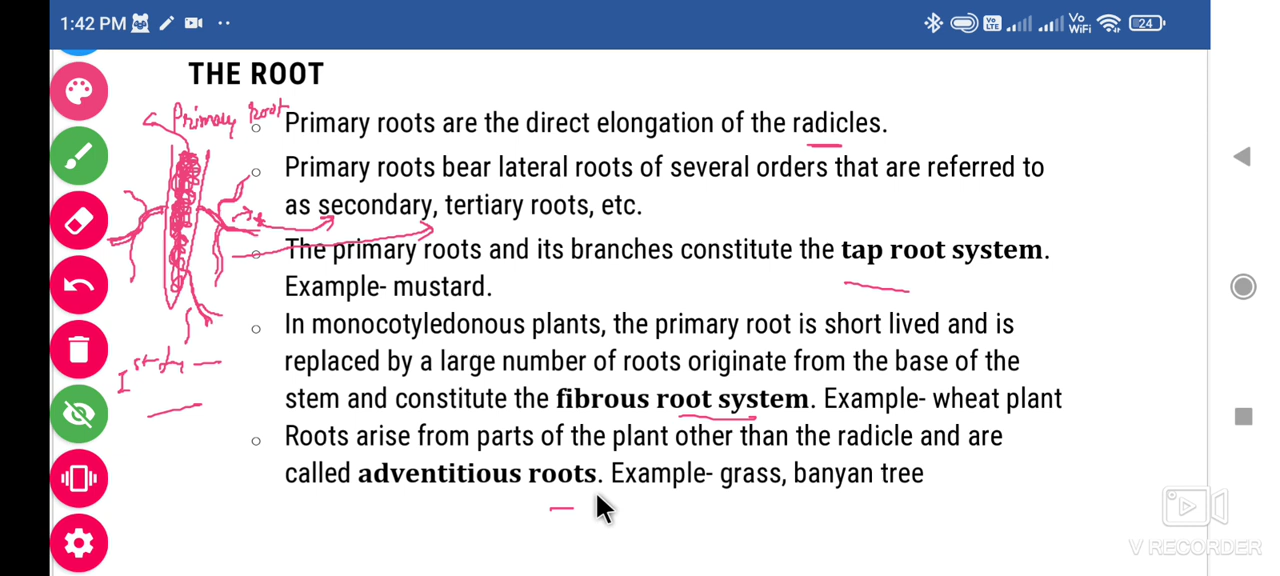 1:42 PM
Vo LTE
Vo WiFi
24
THE ROOT
Primary root
Primary roots are the direct elongation of the radicles.
Primary roots bear lateral roots of several orders that are referred to
as secondary, tertiary roots, etc.
The primary roots and its branches constitute the tap root system.
Example- mustard.
In monocotyledonous plants, the primary root is short lived and is
replaced by a large number of roots originate from the base of the
stem and constitute the fibrous root system. Example- wheat plant
Roots arise from parts of the plant other than the radicle and are
called adventitious roots. Example- grass, banyan tree
V RECORDER